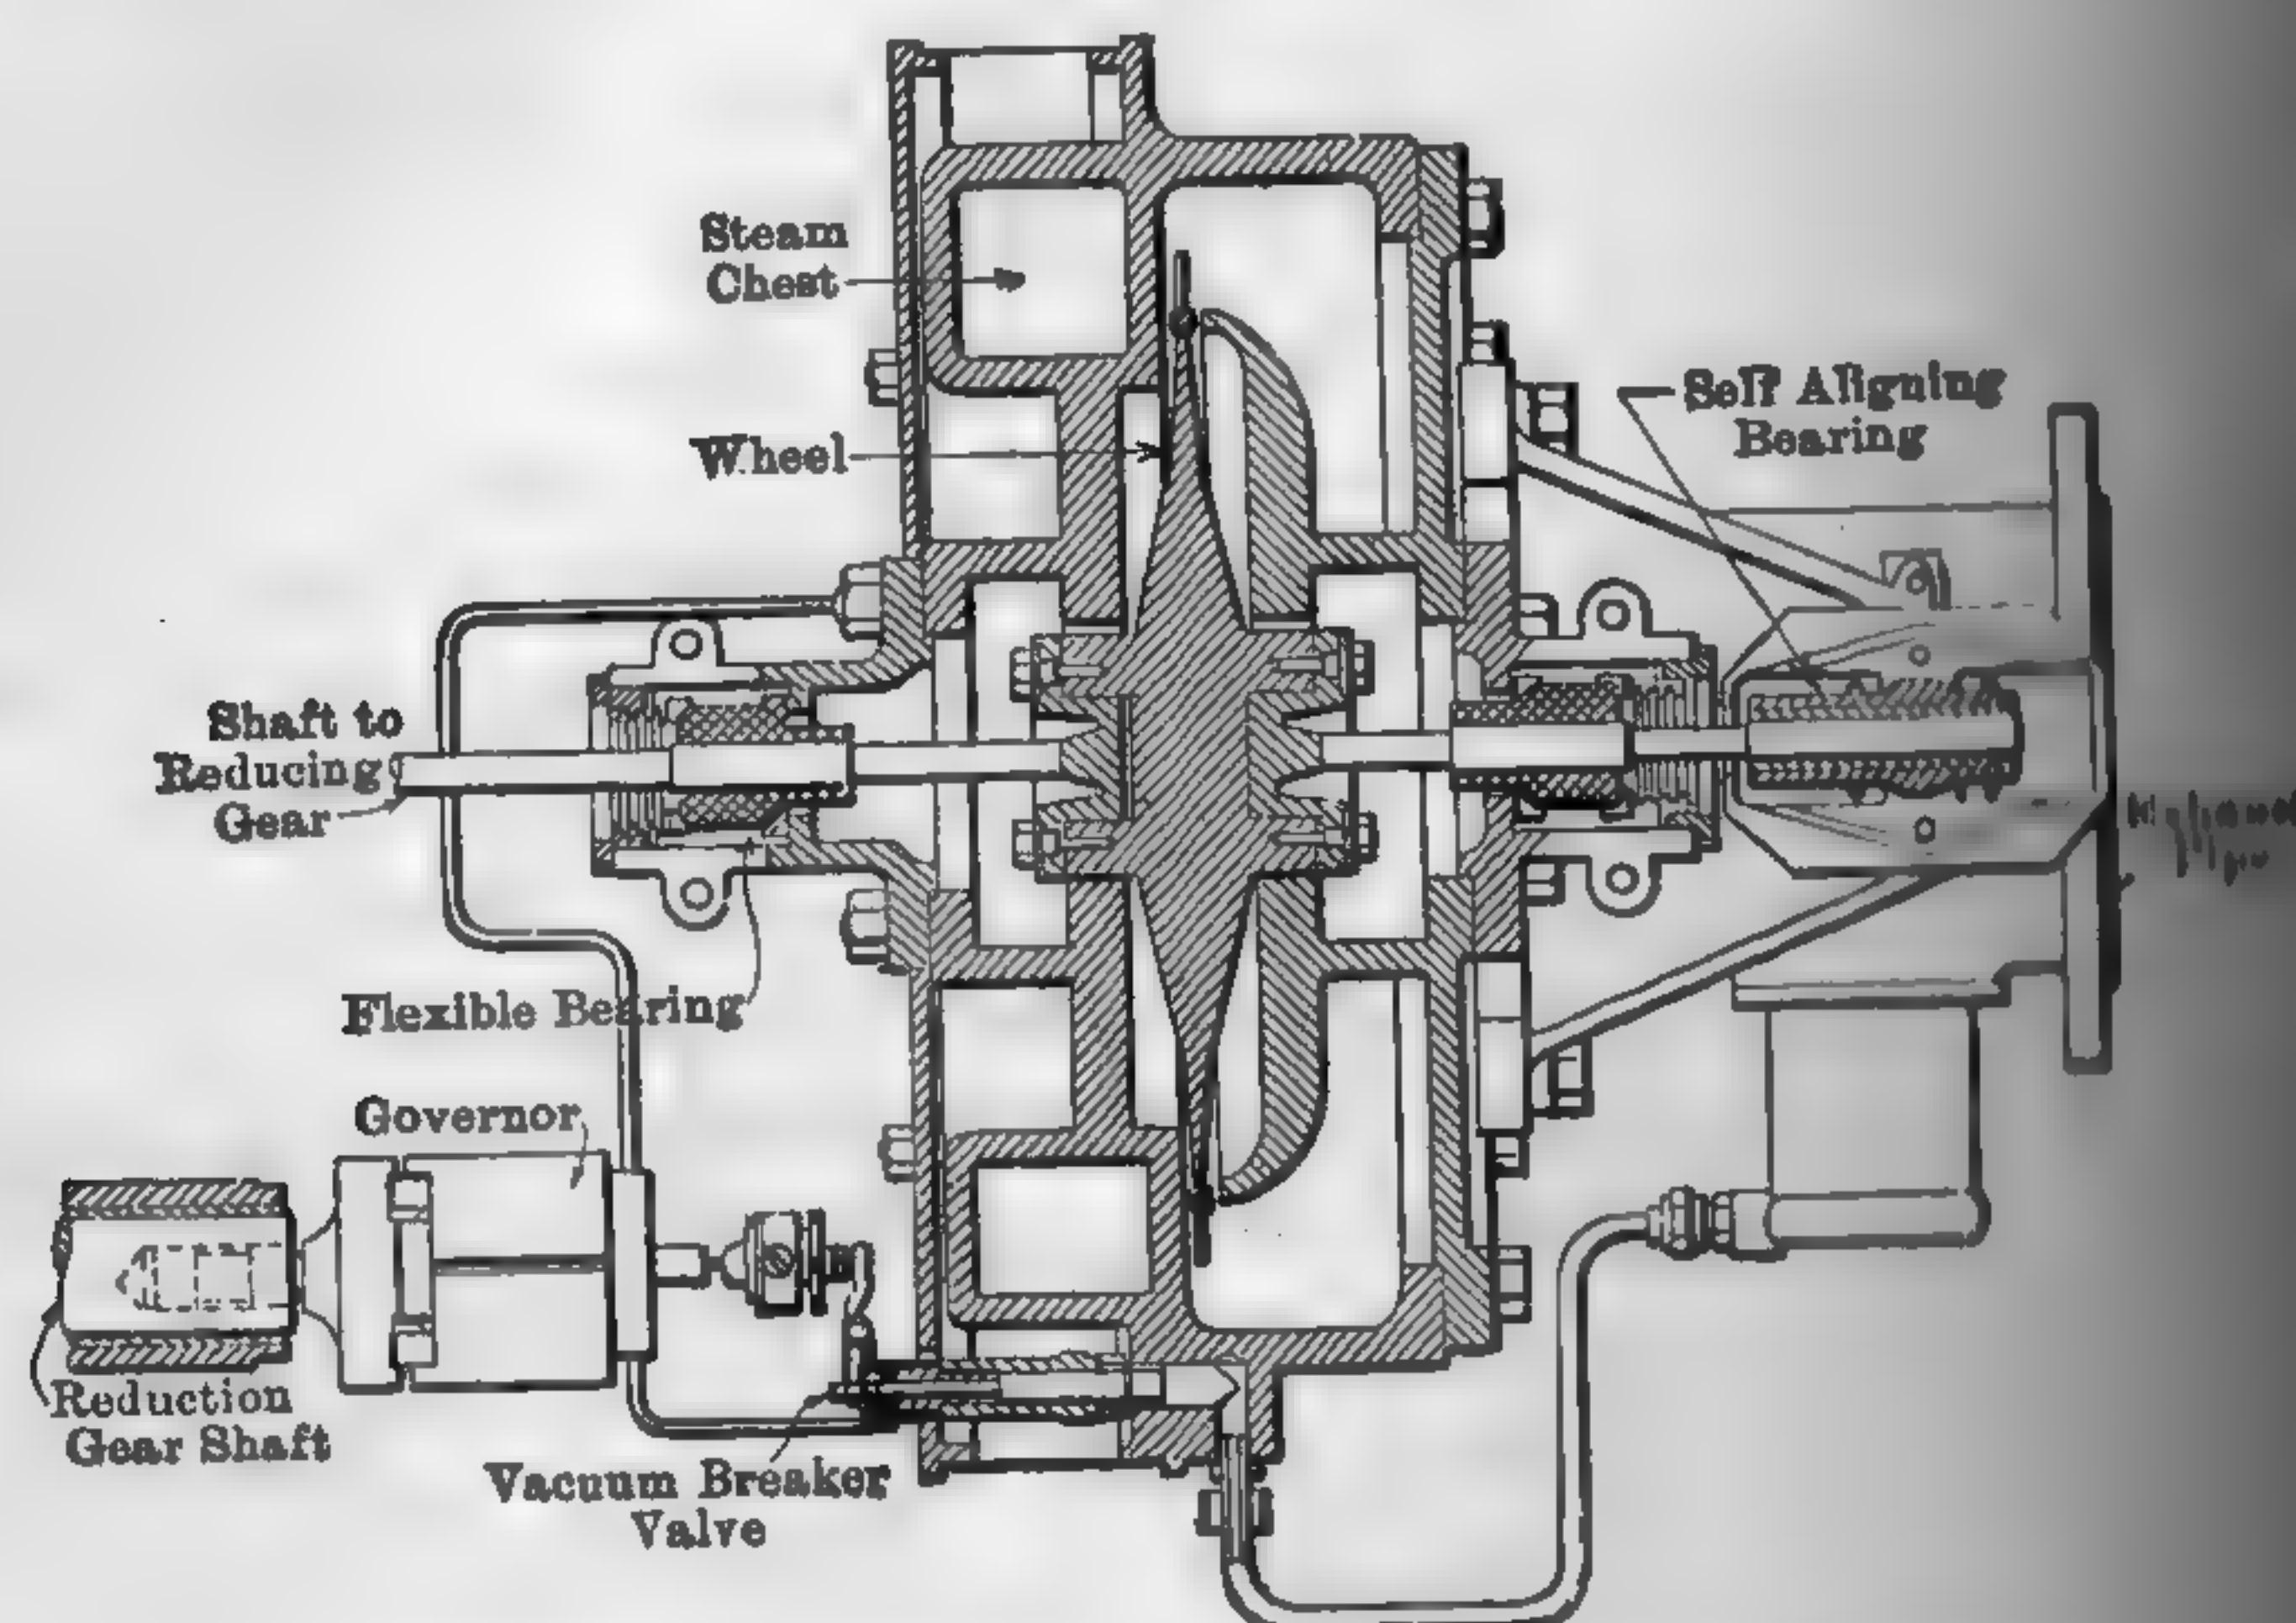 Steam
Chest
Wheel
Self Aligning
Bearing
Shaft to
Reducing
Gear
Flexible Bearing
Governor
Reduction
Gear Shaft
Vacuum Breaker
Valve